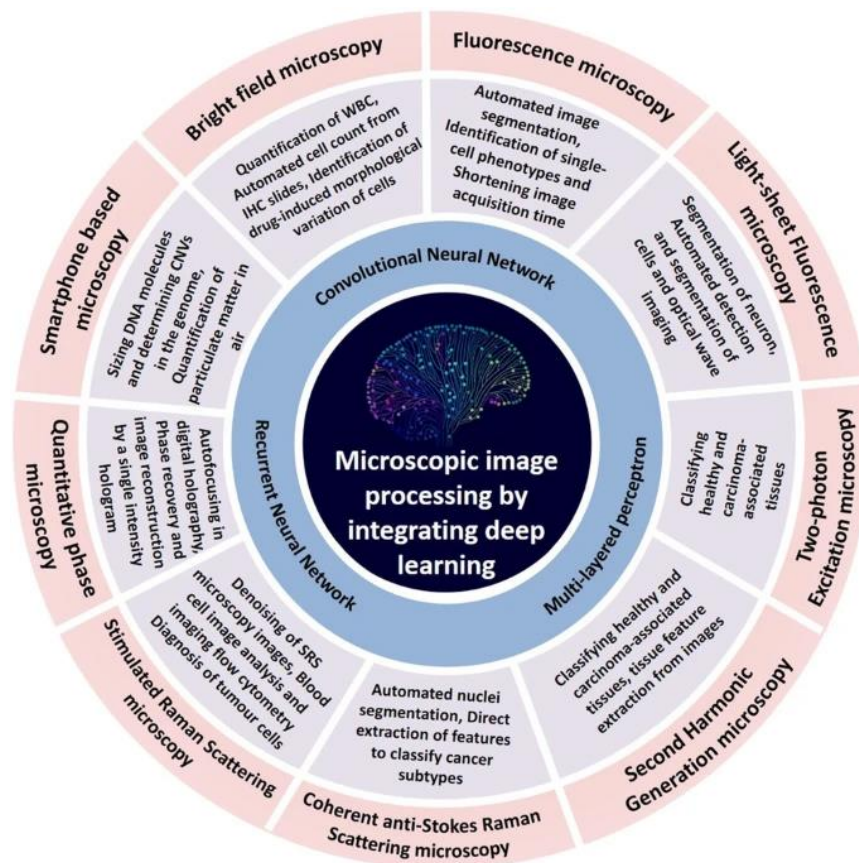 Microscopic image
processing by
integrating deep
learning
Convolutional Neural Network
Multi-layered perceptron
Recurrent Neural Network
Bright field microscopy
Quantification of WBC,
Automated cell count from
IHC slides, Identification of
drug-induced morphological
variation of cells
Fluorescence microscopy
Automated image
segmentation,
Identification of single-
cell phenotypes and
Shortening image
acquisition time
Light-sheet Fluorescence
microscopy
Segmentation of neuron,
Automated detection
and segmentation of
cells and optical wave
imaging
Two-photon
Excitation microscopy
Classifying
healthy and
carcinoma-
associated
tissues
Second Harmonic
Generation microscopy
Classifying healthy and
carcinoma-associated
tissues, tissue feature
extraction from images
Coherent anti-Stokes Raman
Scattering microscopy
Automated nuclei
segmentation, Direct
extraction of features
to classify cancer
subtypes
Stimulated Raman Scattering
microscopy
Denoising of SRS
microscopy images, Blood
cell image analysis and
imaging flow cytometry
Diagnosis of tumour cells
Quantitative phase
microscopy
Autofocusing in
digital holography,
Phase recovery and
image reconstruction
by a single intensity
hologram
Smartphone based
microscopy
Sizing DNA molecules
and determining CNVs
in the genome,
Quantification of
particulate matter in
air